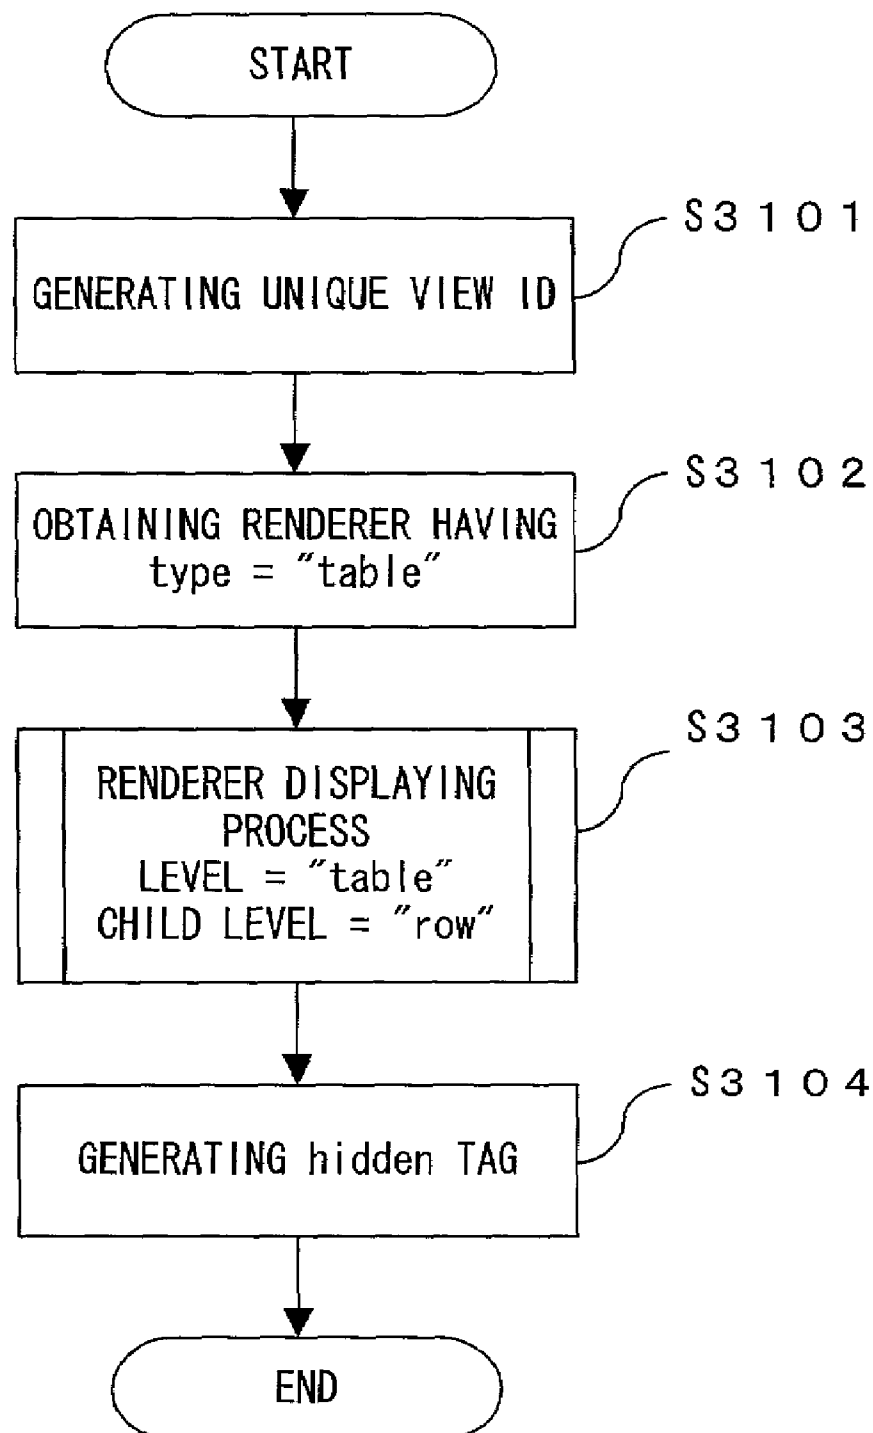 START
S3101
GENERATING UNIQUE VIEW ID
S3102
OBTAINING RENDERER HAVING
type = "table"
S3103
RENDERER DISPLAYING
PROCESS
LEVEL = "table"
CHILD LEVEL = "row"
S3104
GENERATING hidden TAG
END